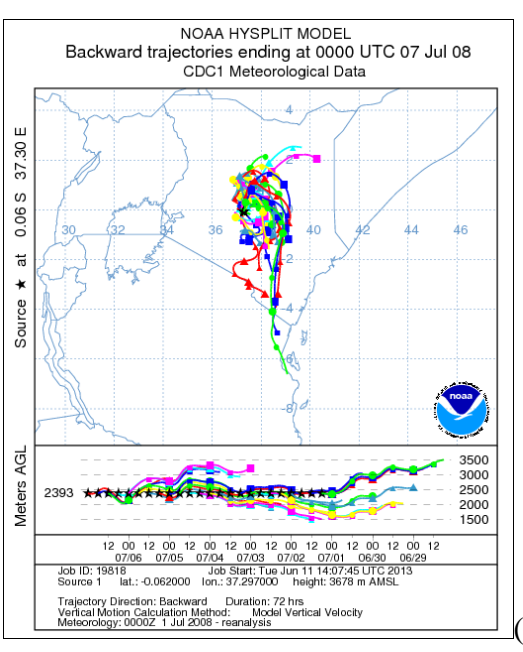 NOAA HYSPLIT MODEL
Backward trajectories ending at 0000 UTC 07 Jul 08
CDC1 Meteorological Data
Source ★ at 0.06 S 37.30 E
4
30 32 34 36 40 42 44 46
-2
-4
-6
-8
noaa
Meters AGL
2393
3500
3000
2500
2000
1500
12 00 12 00 12 00 12 00 12 00 12 00 12 00 12 00 12
07/06 07/05 07/04 07/03 07/02 07/01 06/30 06/29
Job ID: 19818 Job Start: Tue Jun 11 14:07:45 UTC 2013
Source 1 lat.: -0.062000 lon.: 37.297000 height: 3678 m AMSL
Trajectory Direction: Backward Duration: 72 hrs
Vertical Motion Calculation Method: Model Vertical Velocity
Meteorology: 0000Z 1 Jul 2008 - reanalysis
(